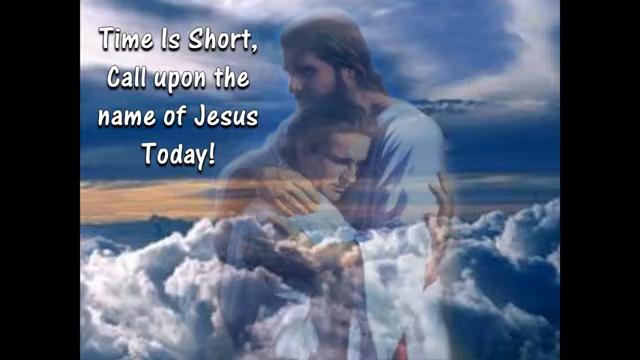 Time Is Short,
Call upon the
name of Jesus
Today!